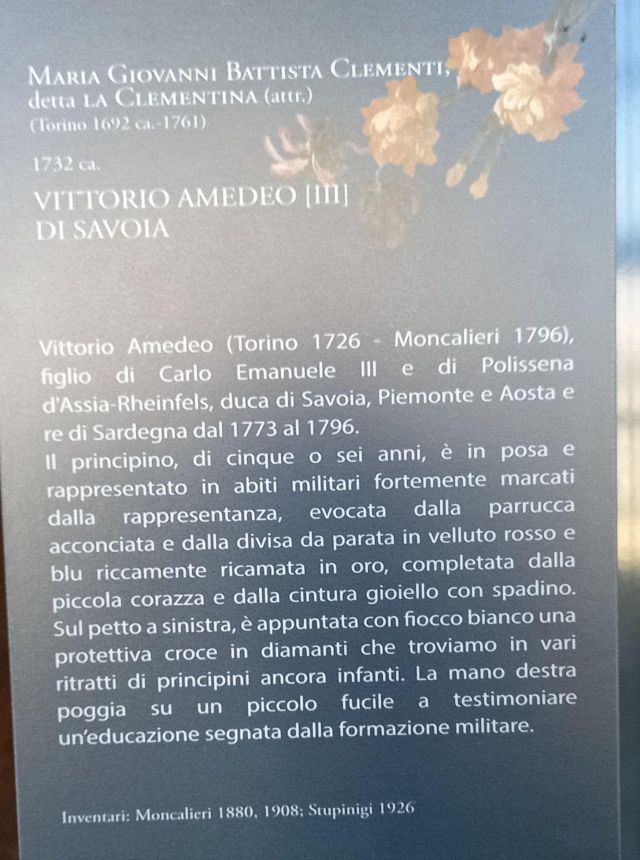 MARIA GIOVANNI BATTISTA CLEMENTI,
detta LA CLEMENTINA (attr.)
(Torino 1692 ca.-1761)
1732 ca.
VITTORIO AMEDEO [III]
DI SAVOIA
Vittorio Amedeo (Torino 1726 - Moncalieri 1796),
figlio di Carlo Emanuele III e di Polissena
d'Assia-Rheinfels, duca di Savoia, Piemonte e Aosta e
re di Sardegna dal 1773 al 1796.
Il principino, di cinque o sei anni, è in posa e
rappresentato in abiti militari fortemente marcati
dalla rappresentanza, evocata dalla parrucca
acconciata e dalla divisa da parata in velluto rosso e
blu riccamente ricamata in oro, completata dalla
piccola corazza e dalla cintura gioiello con spadino.
Sul petto a sinistra, è appuntata con fiocco bianco una
protettiva croce in diamanti che troviamo in vari
ritratti di principini ancora infanti. La mano destra
poggia su un piccolo fucile a testimoniare
un'educazione segnata dalla formazione militare.
Inventari: Moncalieri 1880, 1908; Stupinigi 1926